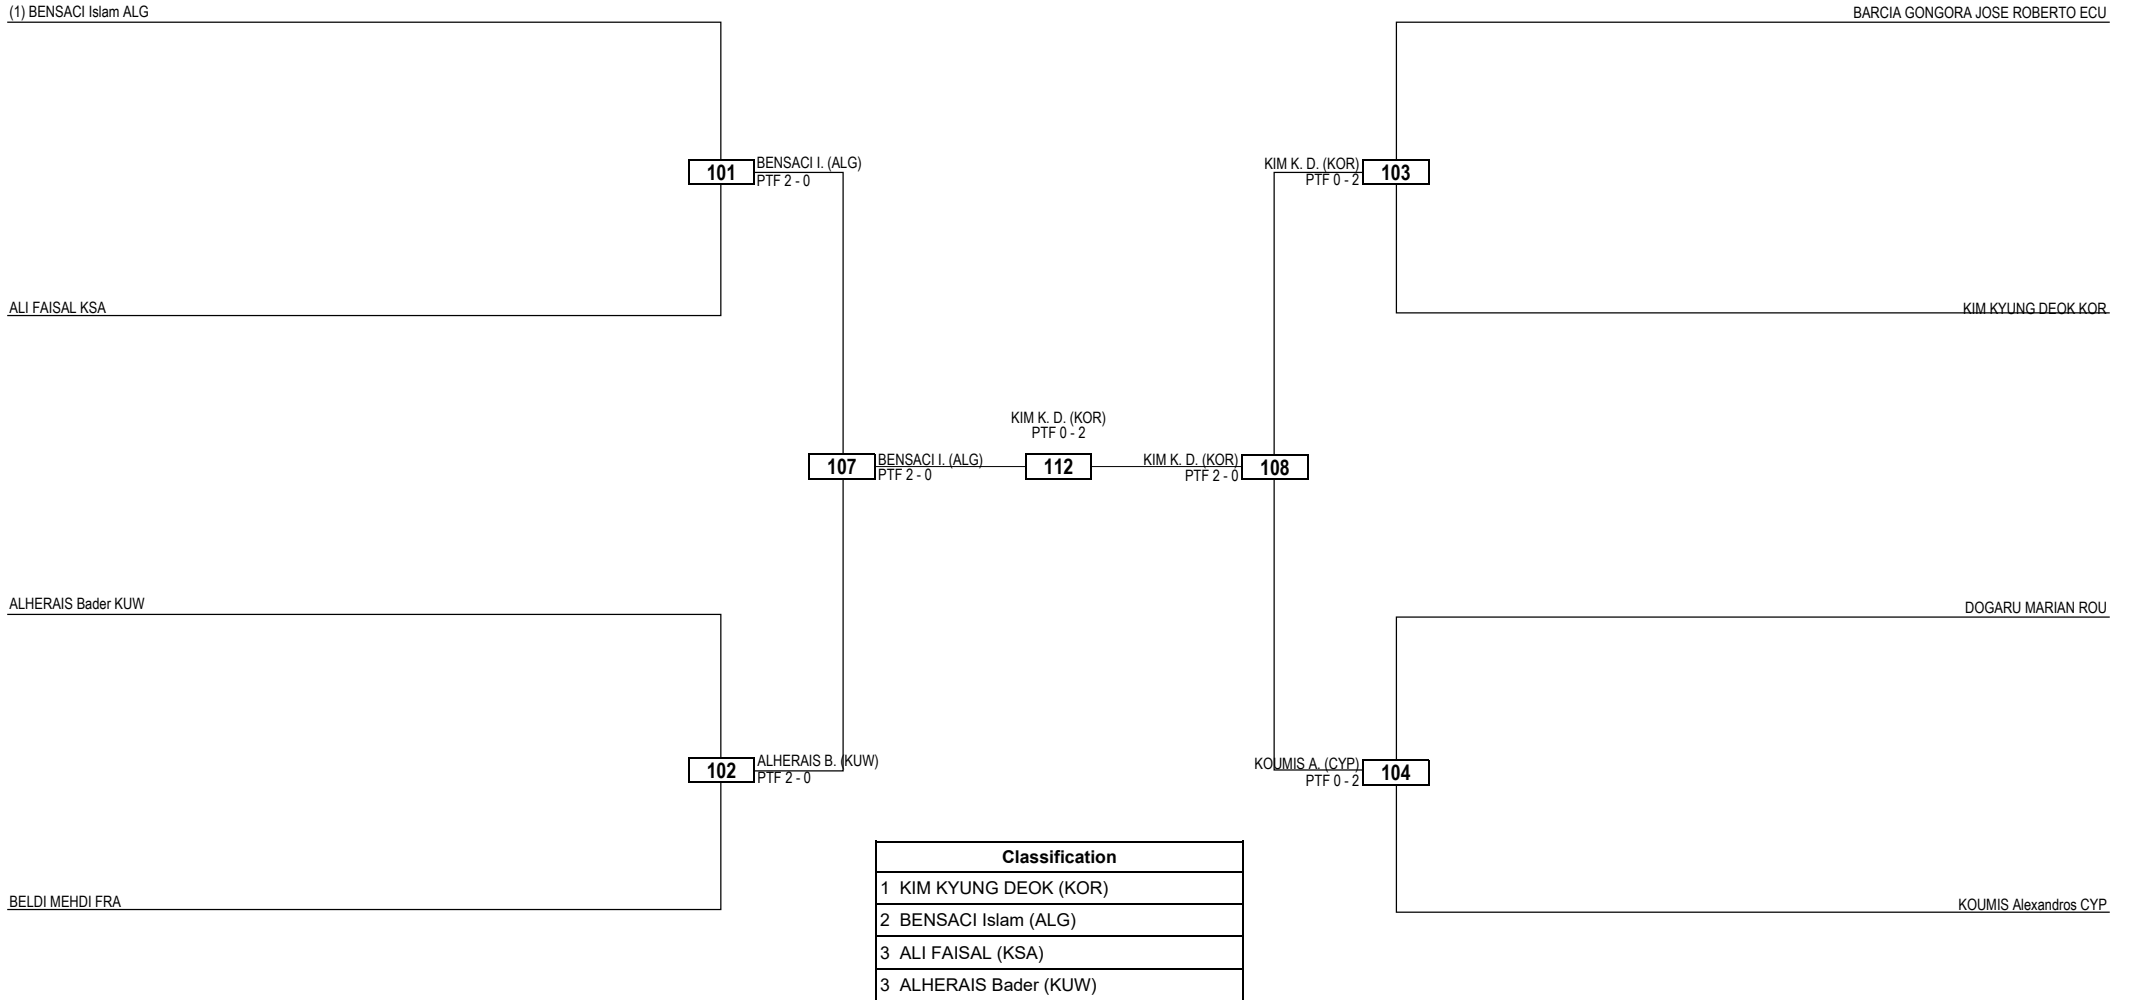 (1) BENSACI Islam ALG
BARCIA GONGORA JOSE ROBERTO ECU
101
BENSACI I. (ALG)
PTF 2 - 0
KIM K. D. (KOR)
PTF 0 - 2
103
ALI FAISAL KSA
KIM KYUNG DEOK KOR
KIM K. D. (KOR)
PTF 0 - 2
107
BENSACI I. (ALG)
PTF 2 - 0
112
KIM K. D. (KOR)
PTF 2 - 0
108
ALHERAIS Bader KUW
DOGARU MARIAN ROU
102
ALHERAIS B. (KUW)
PTF 2 - 0
KOUMIS A. (CYP)
PTF 0 - 2
104
BELDI MEHDI FRA
KOUMIS Alexandros CYP
Classification
1 KIM KYUNG DEOK (KOR)
2 BENSACI Islam (ALG)
3 ALI FAISAL (KSA)
3 ALHERAIS Bader (KUW)